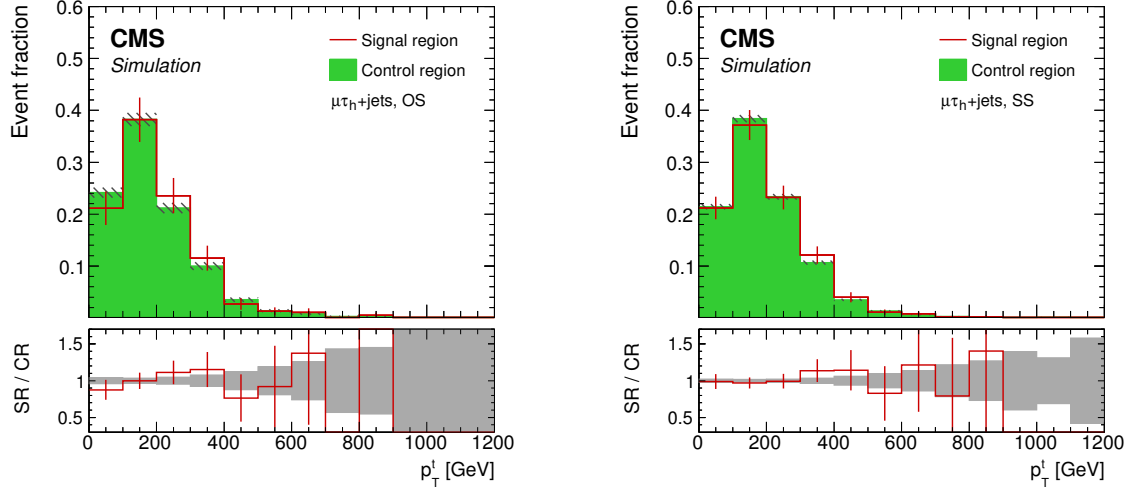 0.6
0.5
0.4
0.3
0.2
0.1
Event fraction
CMS
Simulation
Signal region
Control region
μτh+jets, OS
1.5
1
0.5
SR / CR
0 200 400 600 800 1000 1200
p_T^t [GeV]
0.6
0.5
0.4
0.3
0.2
0.1
Event fraction
CMS
Simulation
Signal region
Control region
μτh+jets, SS
1.5
1
0.5
SR / CR
0 200 400 600 800 1000 1200
p_T^t [GeV]